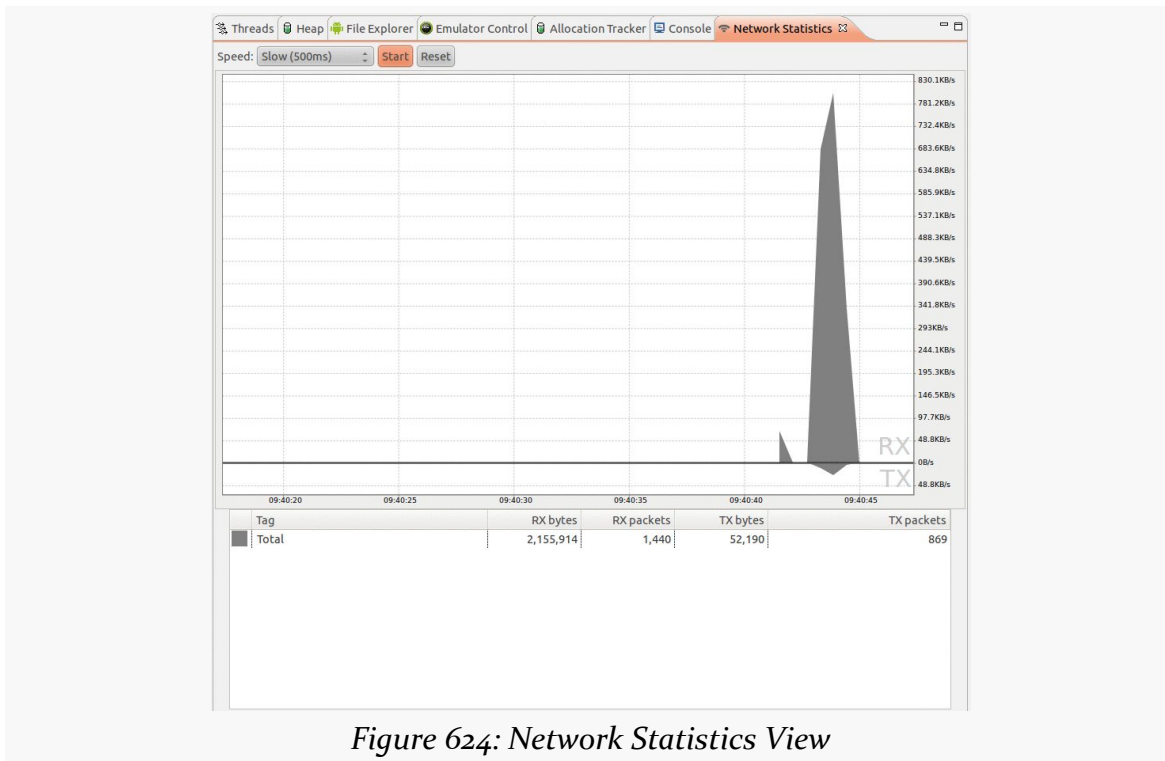 Threads Heap File Explorer Emulator Control Allocation Tracker Console Network Statistics
Speed: Slow (500ms) Start Reset
830.1KB/s
781.2KB/s
732.4KB/s
683.6KB/s
634.8KB/s
585.9KB/s
537.1KB/s
488.3KB/s
439.5KB/s
390.6KB/s
341.8KB/s
293KB/s
244.1KB/s
195.3KB/s
146.5KB/s
97.7KB/s
48.8KB/s
RX
0B/s
TX
48.8KB/s
09:40:20 09:40:25 09:40:30 09:40:35 09:40:40 09:40:45
Tag RX bytes RX packets TX bytes TX packets
Total 2,155,914 1,440 52,190 869
Figure 624: Network Statistics View